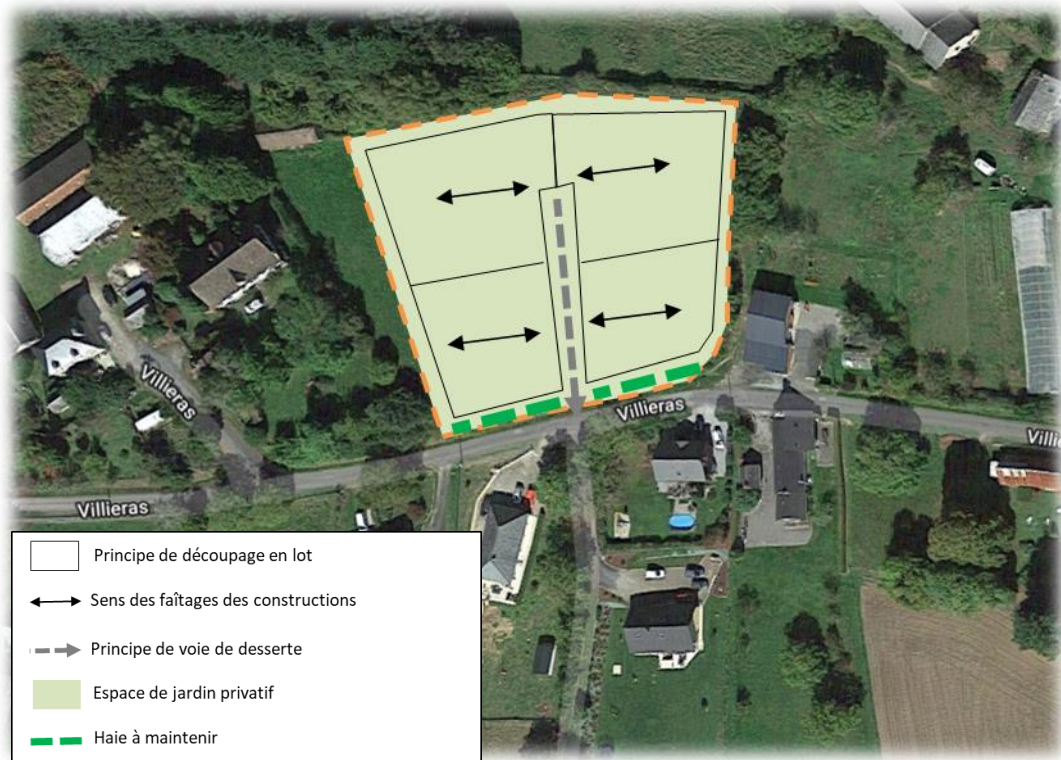 Villieras
Villieras
Villi
Villieras
Principe de découpage en lot
Sens des faîtages des constructions
Principe de voie de desserte
Espace de jardin privatif
Haie à maintenir